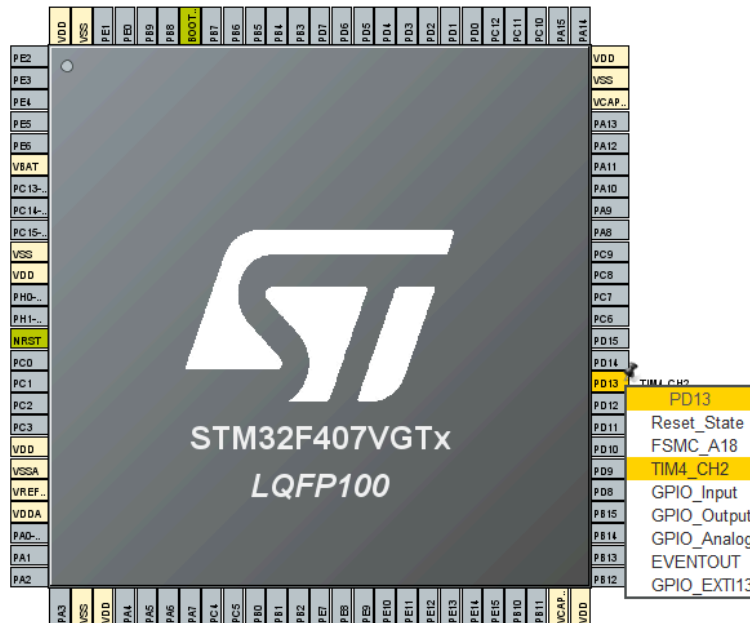 VDD VSS PE1 PE0 PB9 PB8 BOOT.. PB7 PB6 PB5 PB4 PB3 PD7 PD6 PD5 PD4 PD3 PD2 PD1 PD0 PC12 PC11 PC10 PA15 PA14
PE2
PE3
PE4
PE5
PE6
VBAT
PC13-..
PC14-..
PC15-..
VSS
VDD
PH0-..
PH1-..
NRST
PC0
PC1
PC2
PC3
VDD
VSSA
VREF..
VDDA
PA0-..
PA1
PA2
STM32F407VGTx
LQFP100
VDD
VSS
VCAP..
PA13
PA12
PA11
PA10
PA9
PA8
PC9
PC8
PC7
PC6
PD15
PD14
PD13 TIM4_CH2
PD12
PD11
PD10
PD9
PD8
PB15
PB14
PB13
PB12
PD13
Reset_State
FSMC_A18
TIM4_CH2
GPIO_Input
GPIO_Output
GPIO_Analog
EVENTOUT
GPIO_EXTI13
PA3 VSS VDD PA4 PA5 PA6 PA7 PC4 PC5 PB0 PB1 PB2 PE7 PE8 PE9 PE10 PE11 PE12 PE13 PE14 PE15 PB10 PB11 VCAP.. VDD